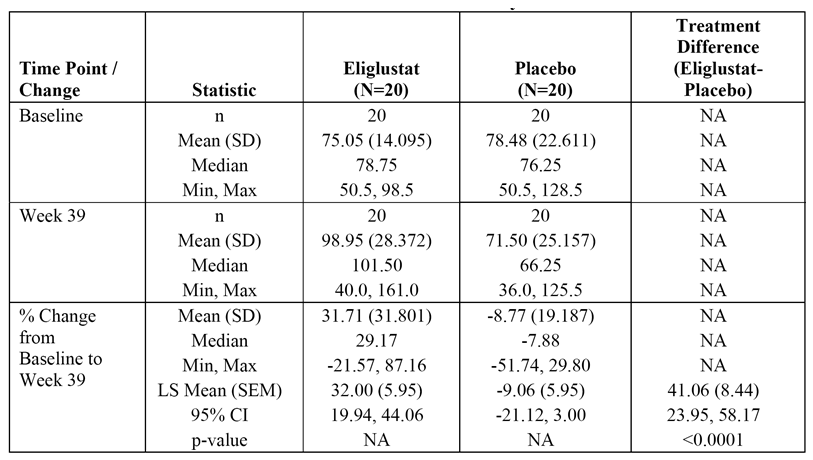 Time Point / Change | Statistic | Eliglustat (N=20) | Placebo (N=20) | Treatment Difference (Eliglustat-Placebo)
Baseline | n | 20 | 20 | NA
Mean (SD) | 75.05 (14.095) | 78.48 (22.611) | NA
Median | 78.75 | 76.25 | NA
Min, Max | 50.5, 98.5 | 50.5, 128.5 | NA
Week 39 | n | 20 | 20 | NA
Mean (SD) | 98.95 (28.372) | 71.50 (25.157) | NA
Median | 101.50 | 66.25 | NA
Min, Max | 40.0, 161.0 | 36.0, 125.5 | NA
% Change from Baseline to Week 39 | Mean (SD) | 31.71 (31.801) | -8.77 (19.187) | NA
Median | 29.17 | -7.88 | NA
Min, Max | -21.57, 87.16 | -51.74, 29.80 | NA
LS Mean (SEM) | 32.00 (5.95) | -9.06 (5.95) | 41.06 (8.44)
95% CI | 19.94, 44.06 | -21.12, 3.00 | 23.95, 58.17
p-value | NA | NA | <0.0001